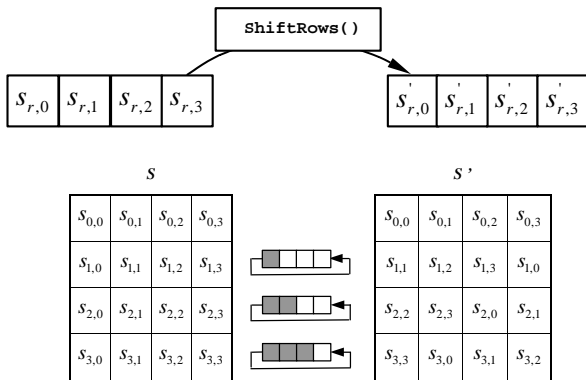 ShiftRows()
s_{r,0} s_{r,1} s_{r,2} s_{r,3} s'_{r,0} s'_{r,1} s'_{r,2} s'_{r,3}
S S'
s_{0,0} s_{0,1} s_{0,2} s_{0,3} s_{0,0} s_{0,1} s_{0,2} s_{0,3}
s_{1,0} s_{1,1} s_{1,2} s_{1,3} s_{1,1} s_{1,2} s_{1,3} s_{1,0}
s_{2,0} s_{2,1} s_{2,2} s_{2,3} s_{2,2} s_{2,3} s_{2,0} s_{2,1}
s_{3,0} s_{3,1} s_{3,2} s_{3,3} s_{3,3} s_{3,0} s_{3,1} s_{3,2}